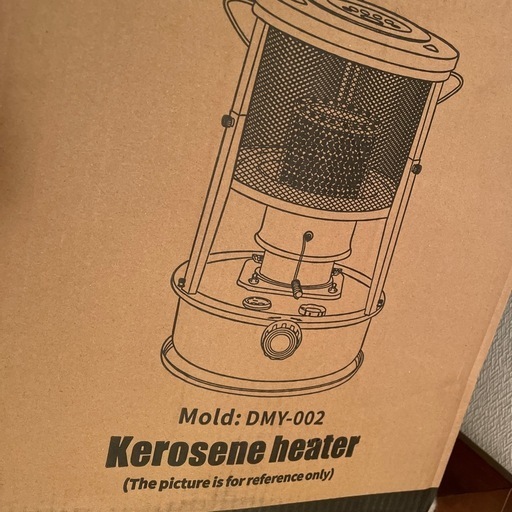 Mold: DMY-002
Kerosene heater
(The picture is for reference only)